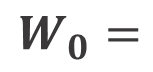 W₀ =